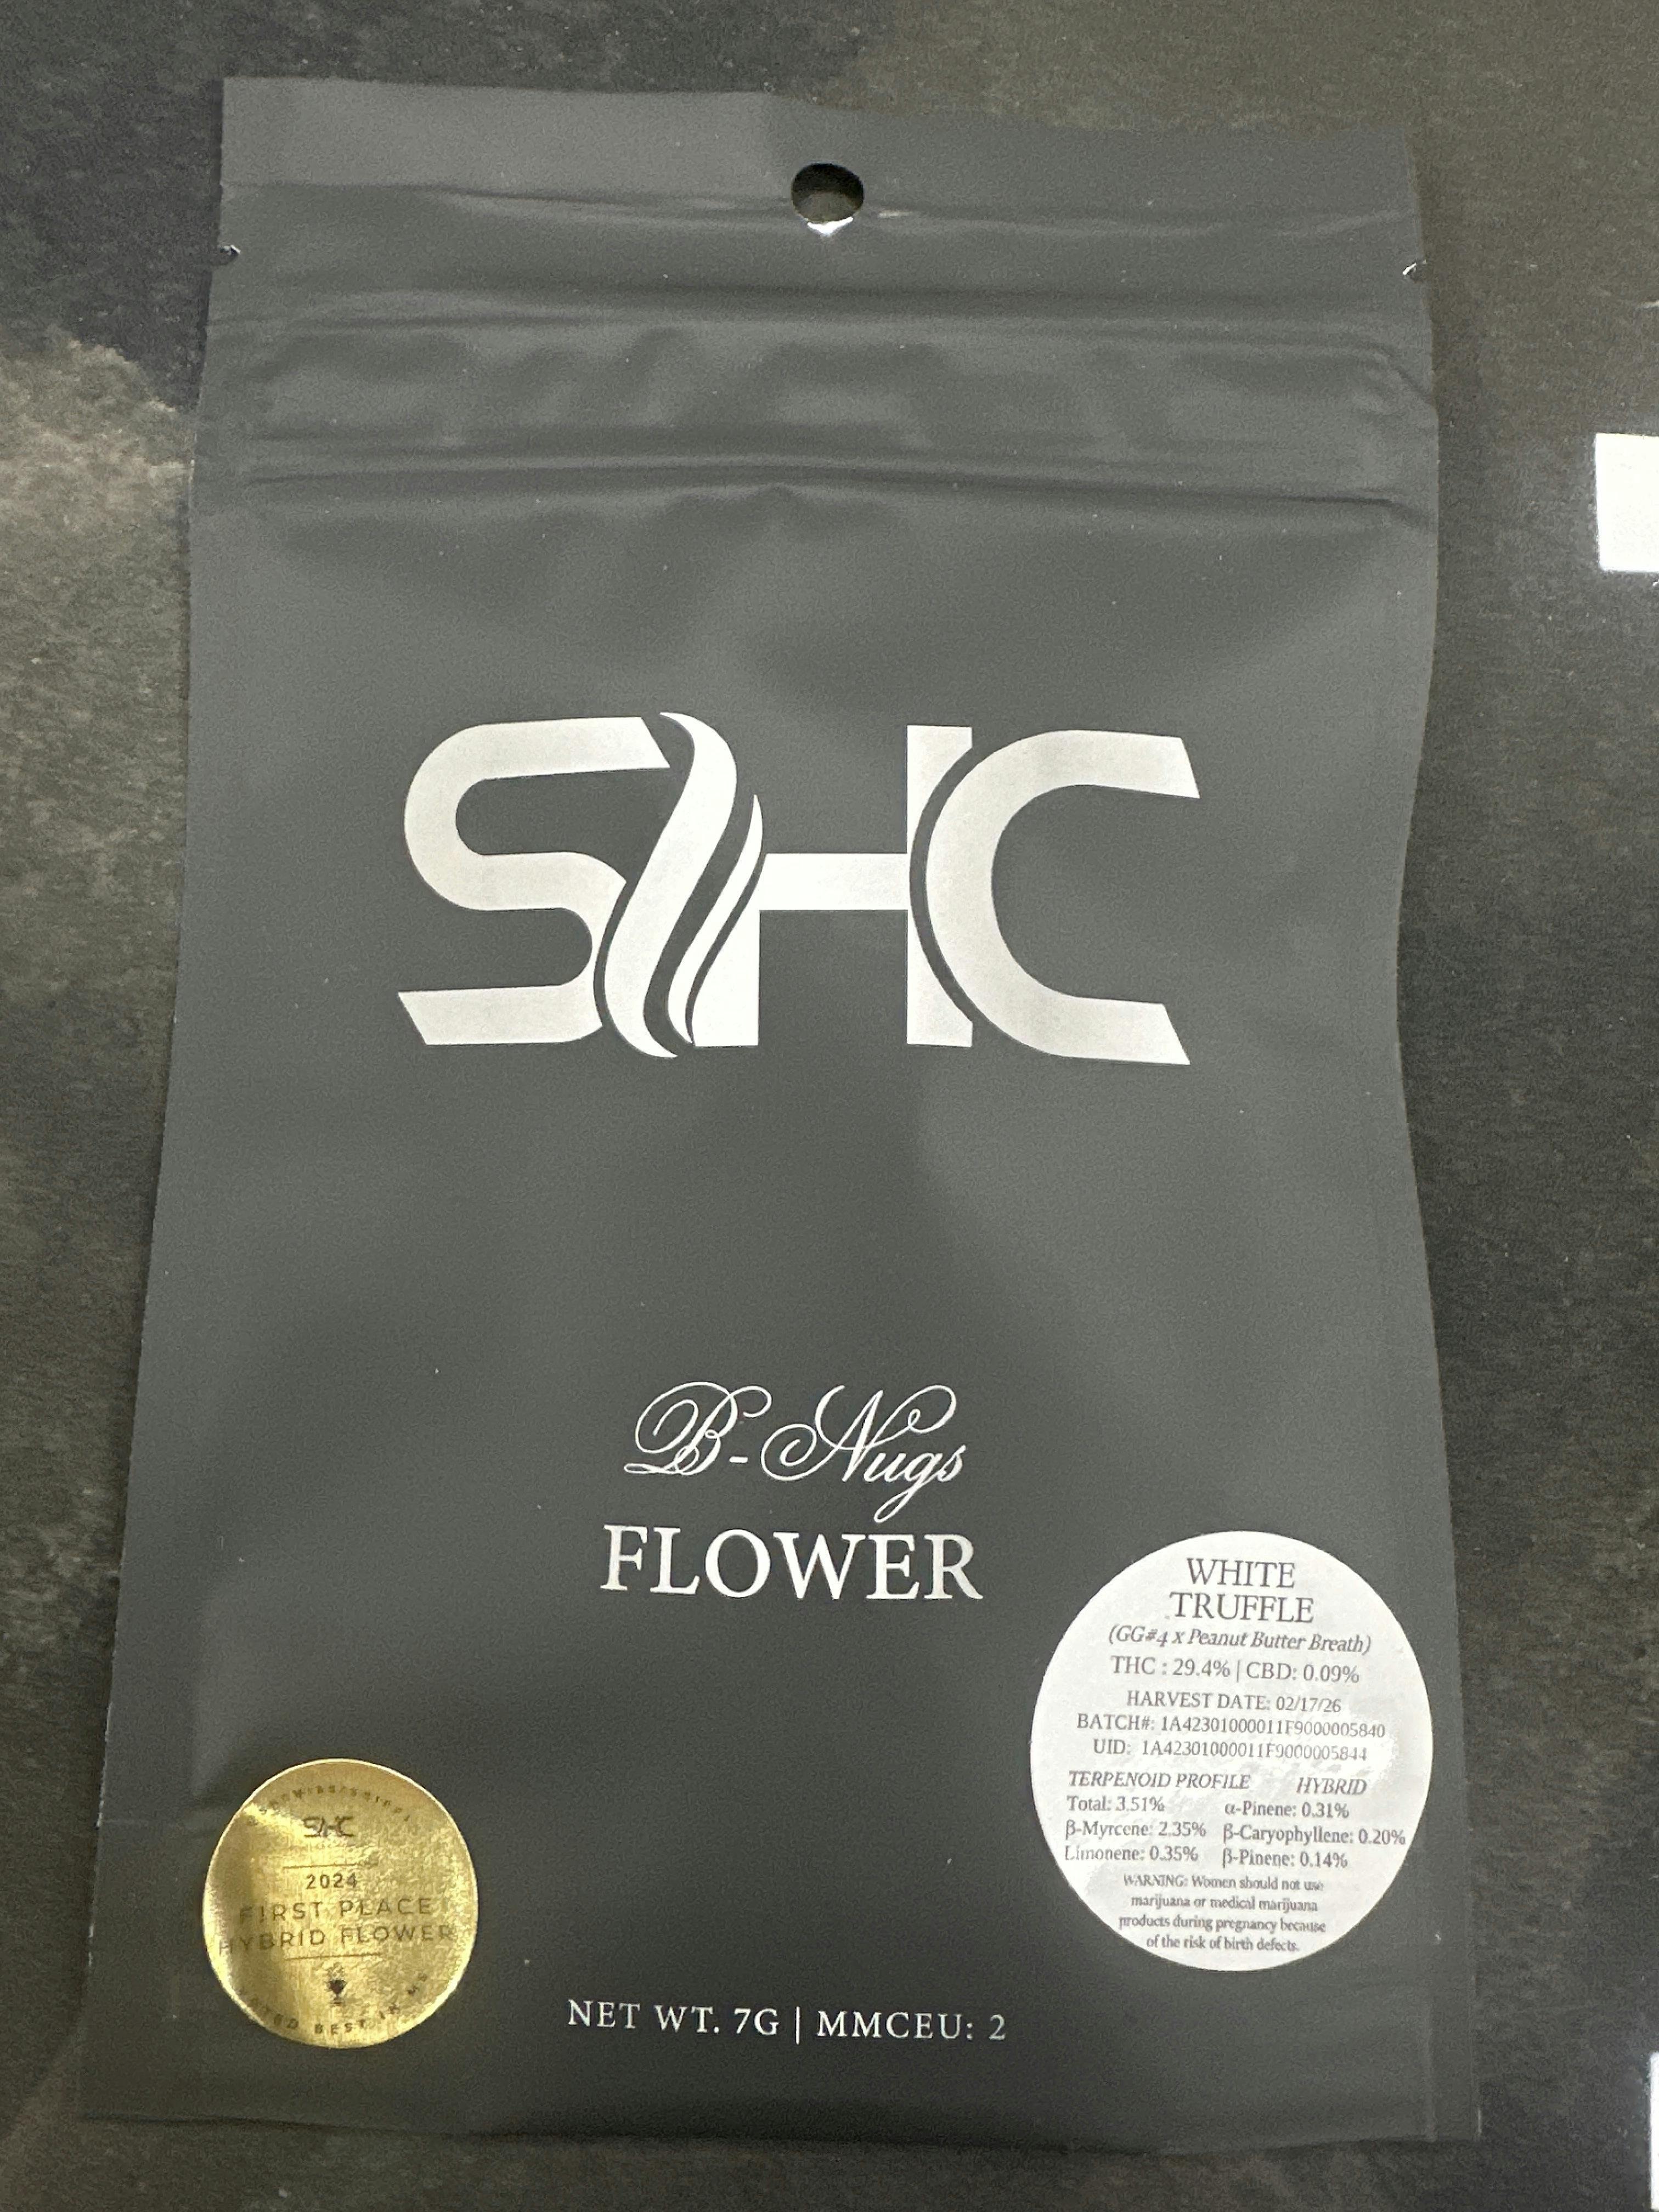 SHC
B-Nugs
FLOWER
WHITE
TRUFFLE
(GG#4 x Peanut Butter Breath)
THC : 29.4% | CBD: 0.09%
HARVEST DATE: 02/17/26
BATCH#: 1A42301000011F9000005840
UID: 1A42301000011F9000005844
TERPENOID PROFILE HYBRID
Total: 3.51% α-Pinene: 0.31%
β-Myrcene: 2.35% β-Caryophyllene: 0.20%
Limonene: 0.35% β-Pinene: 0.14%
WARNING: Women should not use
marijuana or medical marijuana
products during pregnancy because
of the risk of birth defects.
SHC
2024
FIRST PLACE
HYBRID FLOWER
BEST IN
NET WT. 7G | MMCEU: 2